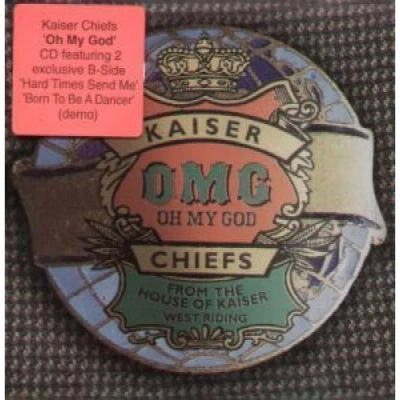 Kaiser Chiefs
'Oh My God'
CD featuring 2
exclusive B-Side
'Hard Times Send Me'
'Born To Be A Dancer'
(demo)
KAISER
OMG
OH MY GOD
CHIEFS
FROM THE
HOUSE OF KAISER
WEST RIDING